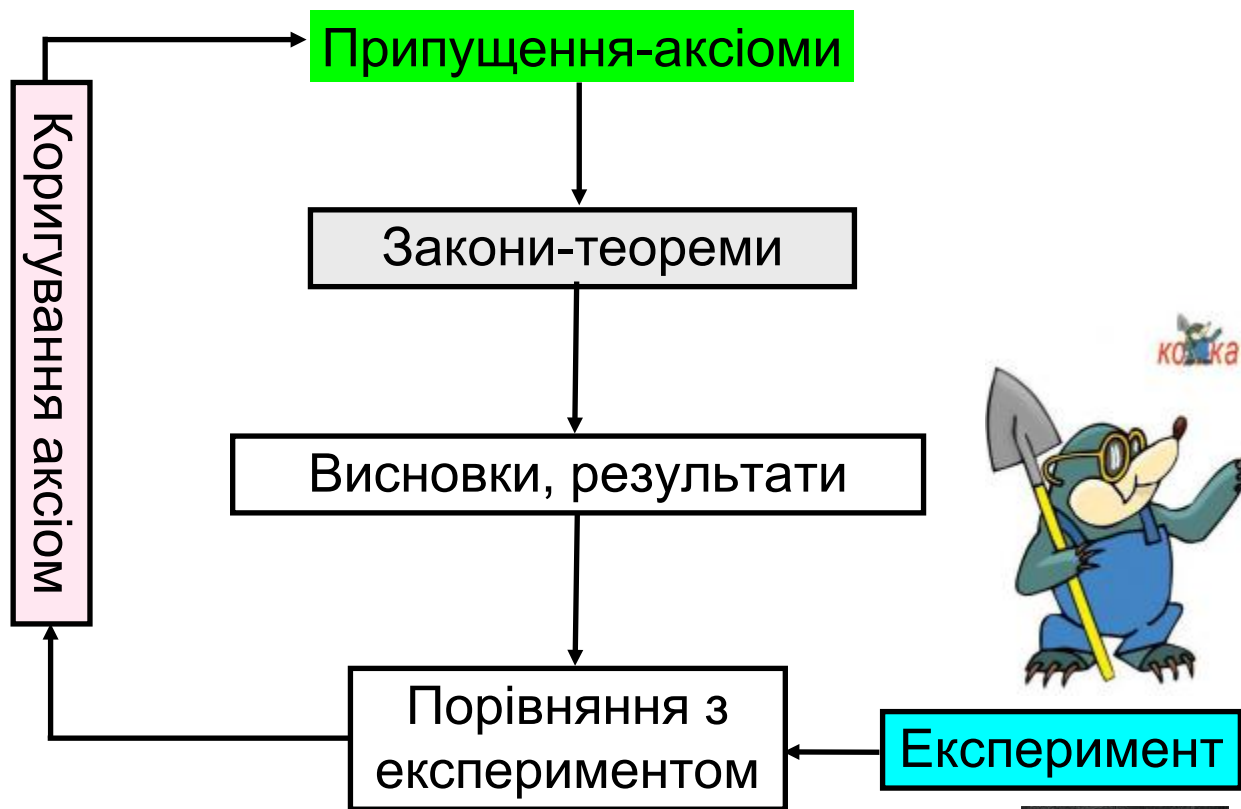 Припущення-аксіоми
Коригування аксіом
Закони-теореми
Висновки, результати
Порівняння з
експериментом
Експеримент